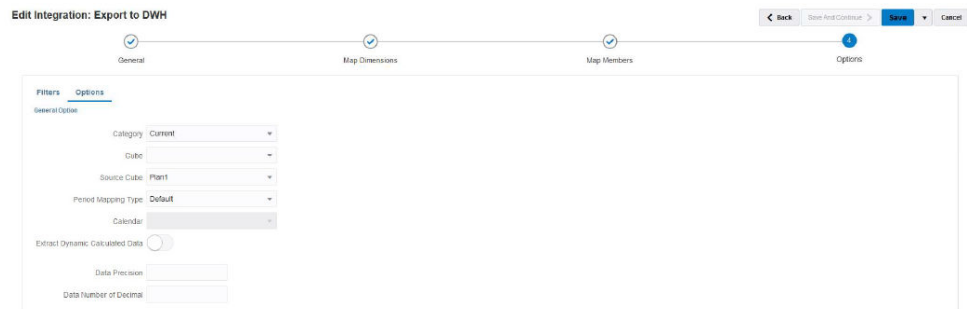 Edit Integration: Export to DWH
Back
Save And Continue
Save
Cancel
4
General
Map Dimensions
Map Members
Options
Filters Options
General Option
Category Current
Cube
Source Cube Plan1
Period Mapping Type Default
Calendar
Extract Dynamic Calculated Data
Data Precision
Data Number of Decimal